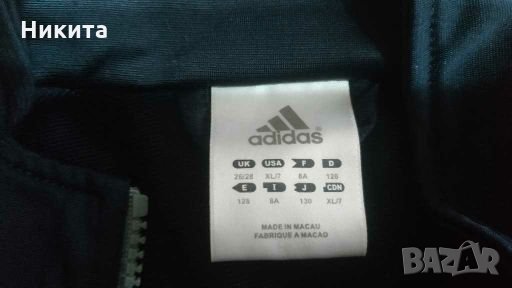 Никита
adidas
UK USA F D
26/28 XL/7 8A 128
E I J CDN
128 8A 130 XL/7
MADE IN MACAU
FABRIQUE A MACAO
BAZAR